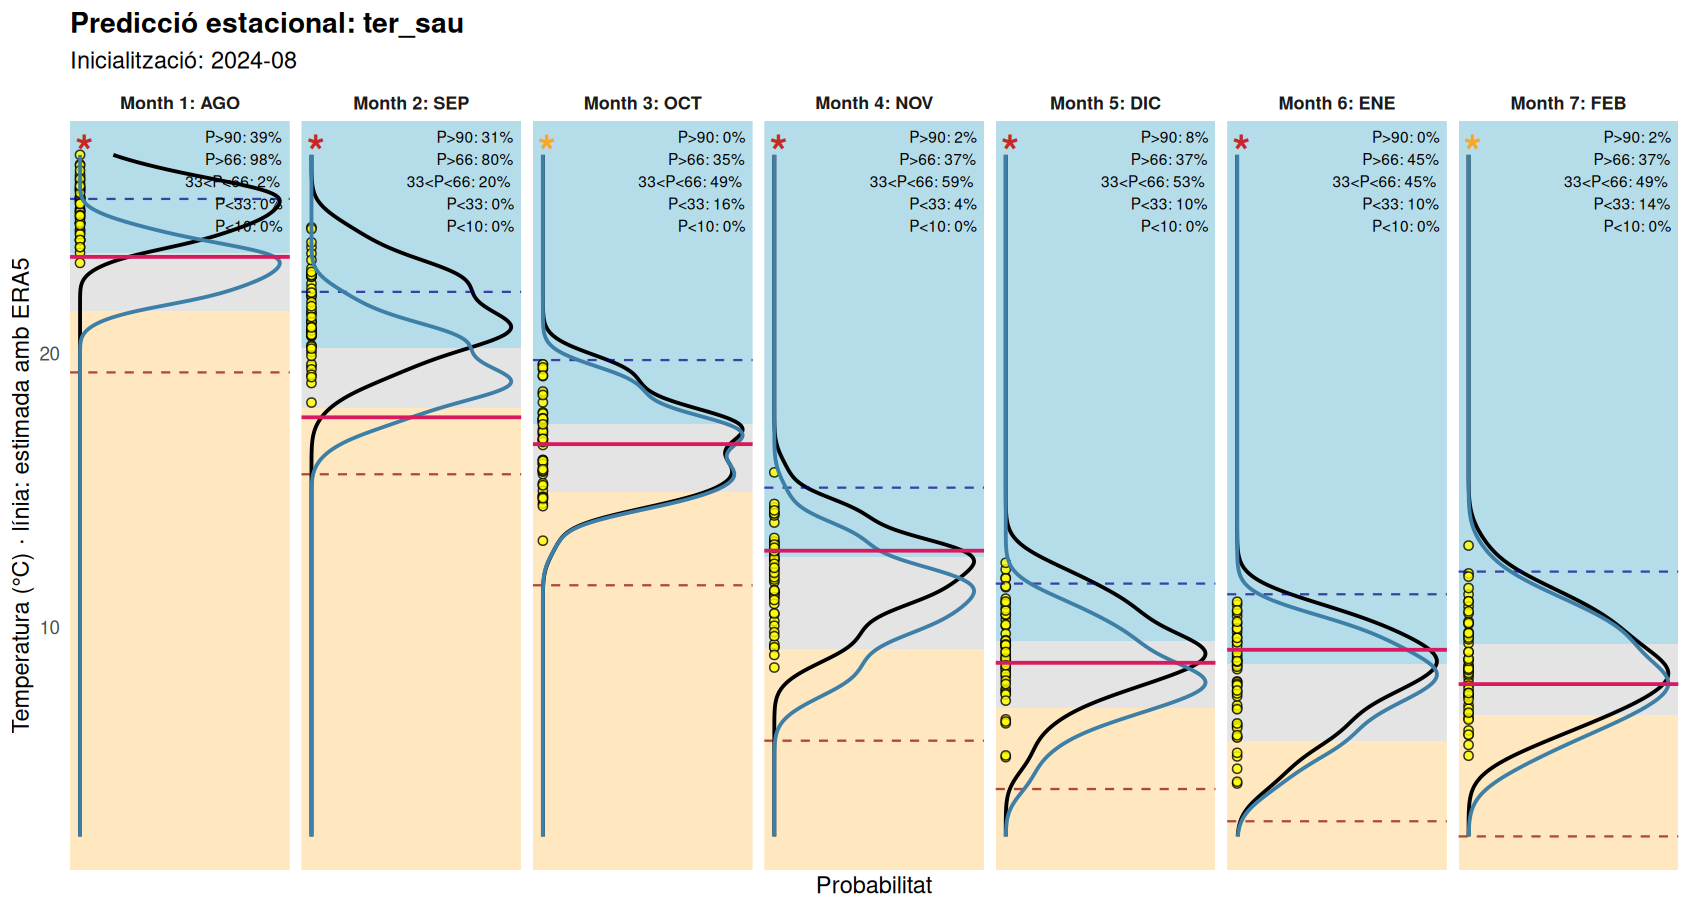 Predicció estacional: ter_sau
Inicialització: 2024-08
Month 1: AGO
Month 2: SEP
Month 3: OCT
Month 4: NOV
Month 5: DIC
Month 6: ENE
Month 7: FEB
P>90: 39%
P>66: 98%
33<P<66: 2%
P<33: 0%
P<10: 0%
P>90: 31%
P>66: 80%
33<P<66: 20%
P<33: 0%
P<10: 0%
P>90: 0%
P>66: 35%
33<P<66: 49%
P<33: 16%
P<10: 0%
P>90: 2%
P>66: 37%
33<P<66: 59%
P<33: 4%
P<10: 0%
P>90: 8%
P>66: 37%
33<P<66: 53%
P<33: 10%
P<10: 0%
P>90: 0%
P>66: 45%
33<P<66: 45%
P<33: 10%
P<10: 0%
P>90: 2%
P>66: 37%
33<P<66: 49%
P<33: 14%
P<10: 0%
Temperatura (°C) · línia: estimada amb ERA5
20
10
Probabilitat